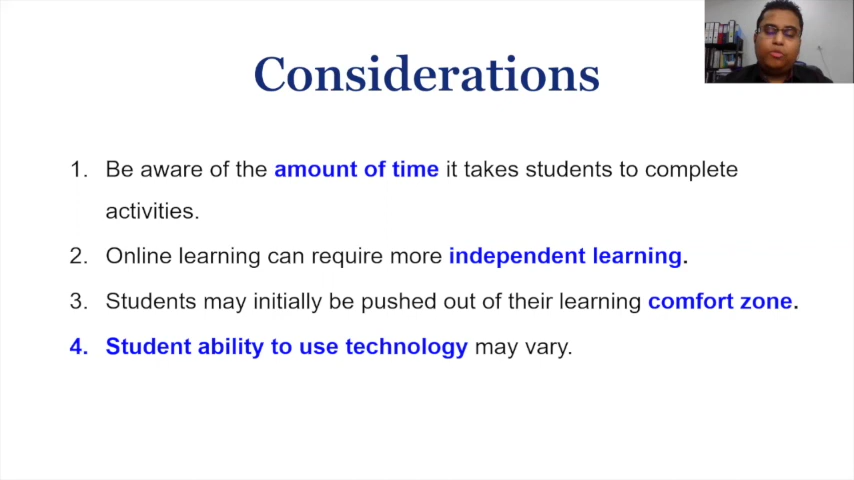 Considerations
1. Be aware of the amount of time it takes students to complete
activities.
2. Online learning can require more independent learning.
3. Students may initially be pushed out of their learning comfort zone.
4. Student ability to use technology may vary.